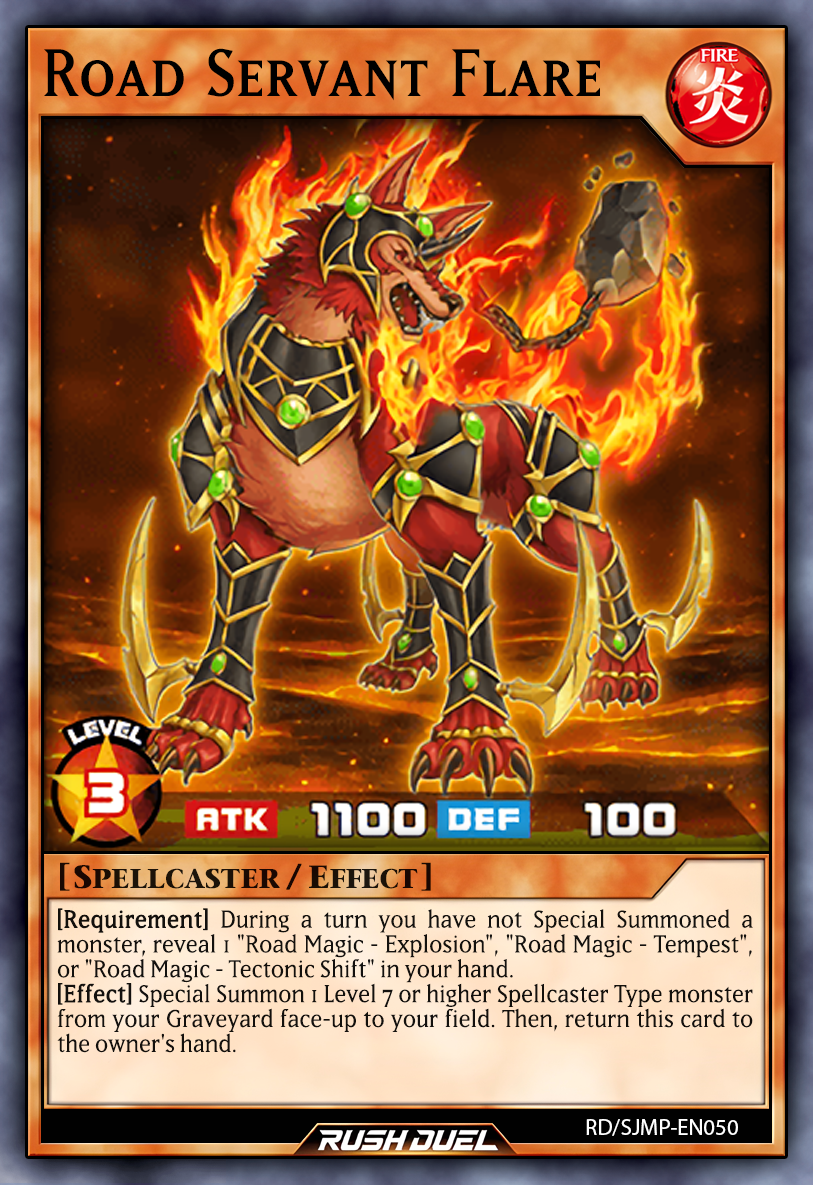 Road Servant Flare
FIRE
炎
LEVEL
3
ATK 1100 DEF 100
[Spellcaster / Effect]
[Requirement] During a turn you have not Special Summoned a
monster, reveal 1 "Road Magic - Explosion", "Road Magic - Tempest",
or "Road Magic - Tectonic Shift" in your hand.
[Effect] Special Summon 1 Level 7 or higher Spellcaster Type monster
from your Graveyard face-up to your field. Then, return this card to
the owner's hand.
RUSH DUEL
RD/SJMP-EN050